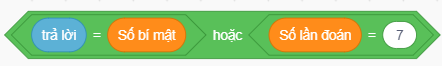 trả lời = Số bí mật hoặc Số lần đoán = 7